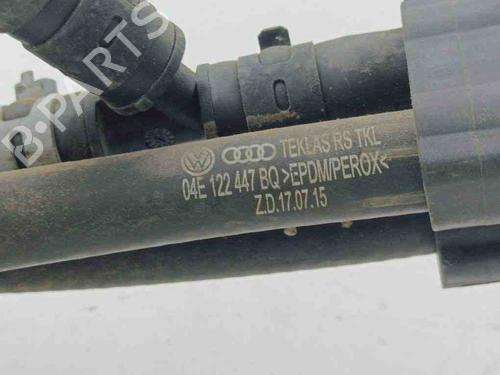 B-PARTS
TEKLAS RS TKL
04E 122 447 BQ >EPDM/PEROX<
Z.D.17.07.15